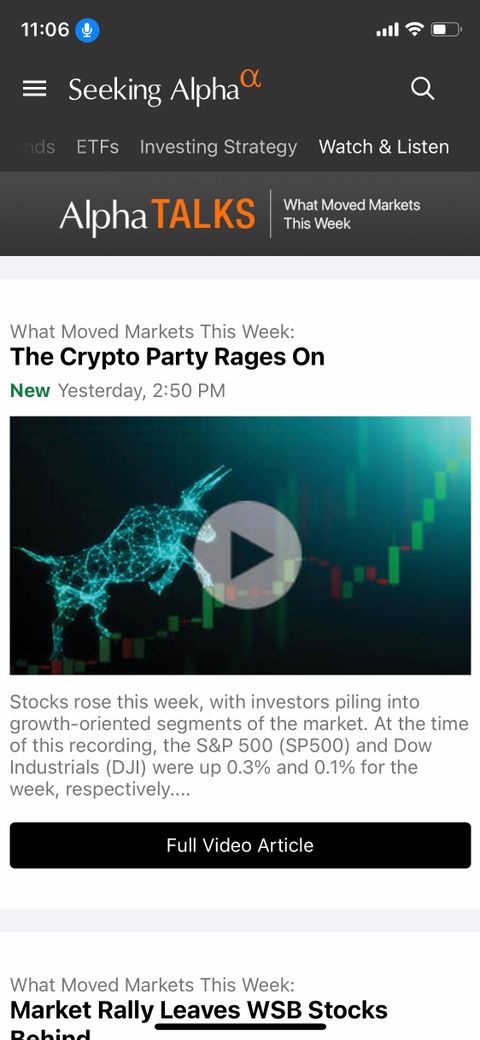 11:06
Seeking Alpha α
nds ETFs Investing Strategy Watch & Listen
Alpha TALKS
What Moved Markets
This Week
What Moved Markets This Week:
The Crypto Party Rages On
New Yesterday, 2:50 PM
Stocks rose this week, with investors piling into
growth-oriented segments of the market. At the time
of this recording, the S&P 500 (SP500) and Dow
Industrials (DJI) were up 0.3% and 0.1% for the
week, respectively....
Full Video Article
What Moved Markets This Week:
Market Rally Leaves WSB Stocks
Behind